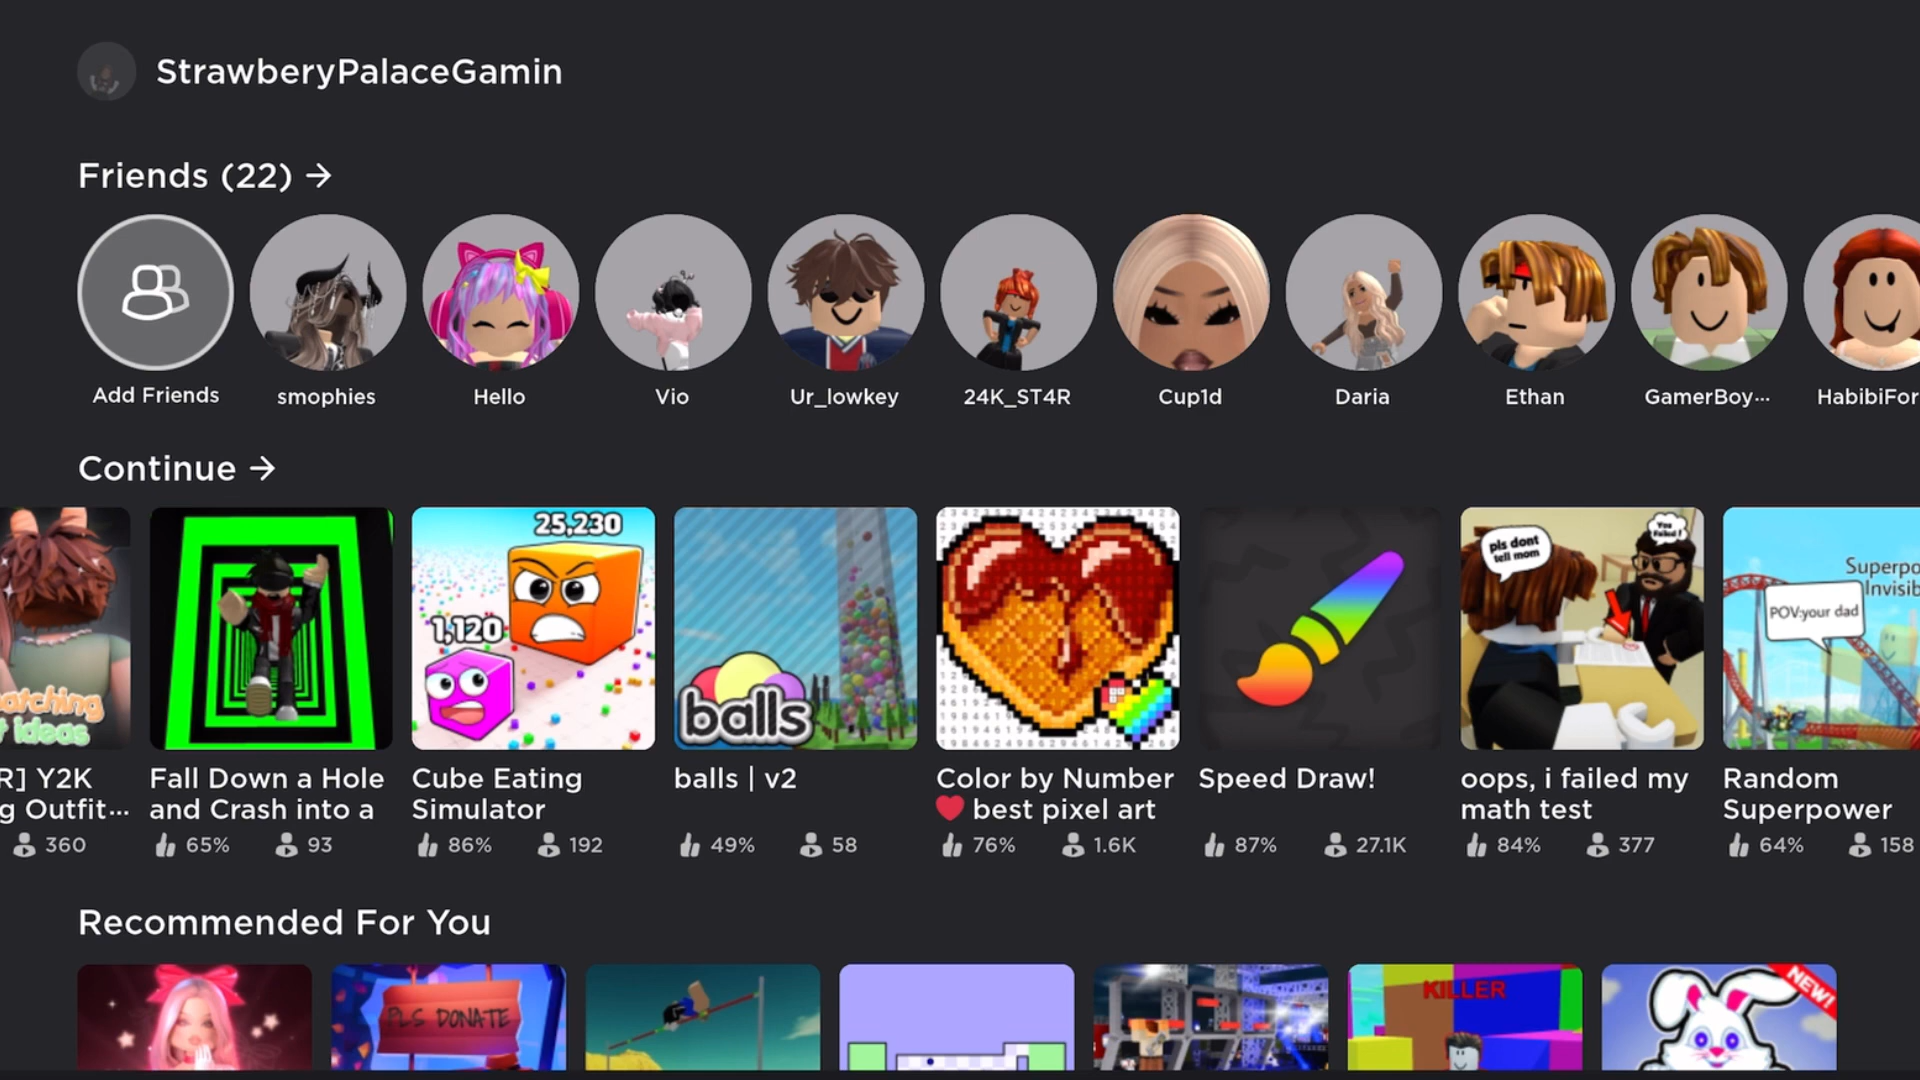 StrawberyPalaceGamin
Friends (22) →
Add Friends
smophies
Hello
Vio
Ur_lowkey
24K_ST4R
Cup1d
Daria
Ethan
GamerBoy...
HabibiFor
Continue →
R] Y2K
g Outfit...
360
Fall Down a Hole
and Crash into a
65% 93
25,230
1,120
Cube Eating
Simulator
86% 192
balls
balls | v2
49% 58
Color by Number
❤️ best pixel art
76% 1.6K
Speed Draw!
87% 27.1K
pls dont
tell mom
You
Failed!
oops, i failed my
math test
84% 377
Superpo
Invisib
POV:your dad
Random
Superpower
64% 158
Recommended For You
PLS DONATE
KILLER
NEW!